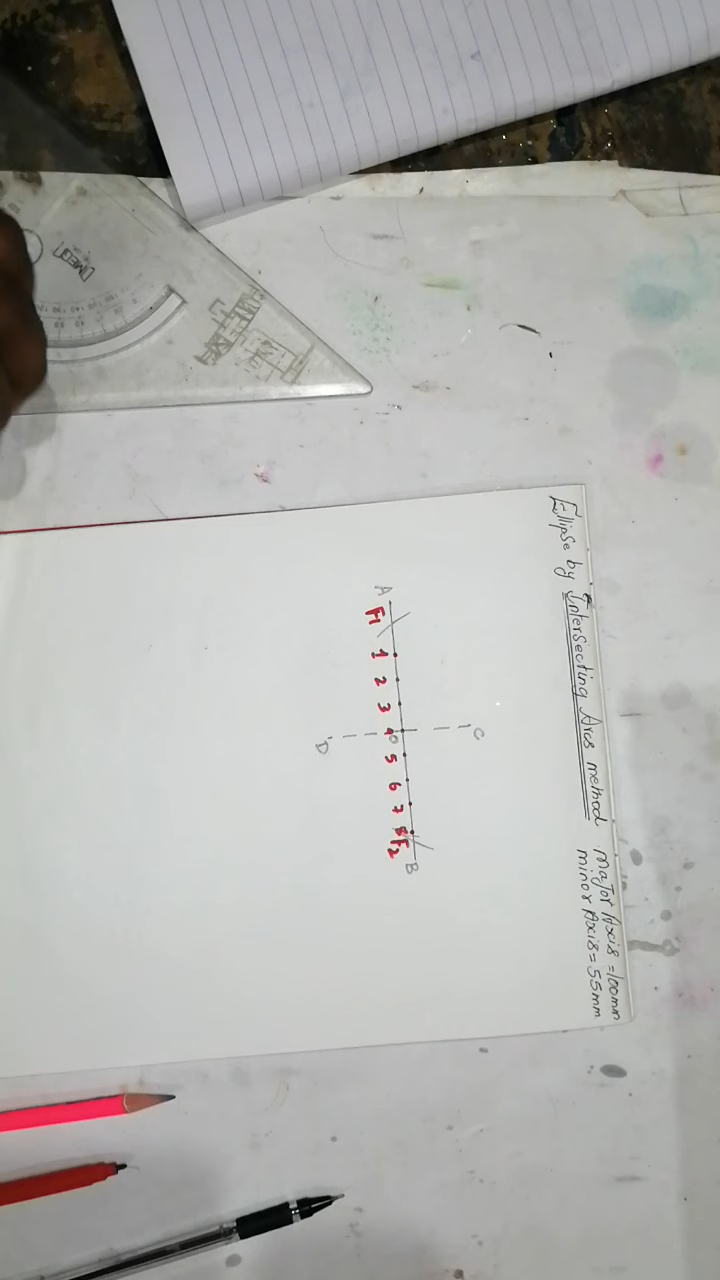 Ellipse by Intersecting Arcs method. major Axis = 100mm
minor Axis = 55mm
C
A B
O
F1 1 2 3 4 5 6 7 8 F2
D